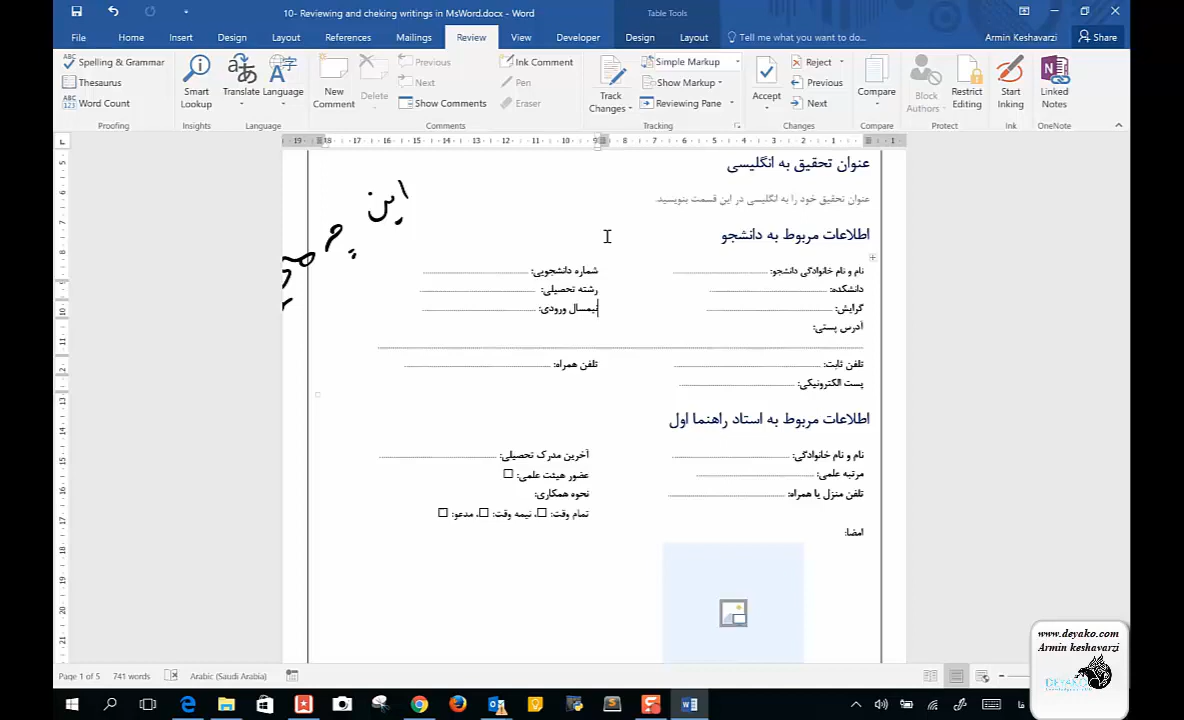 10- Reviewing and cheking writings in MsWord.docx - Word
Table Tools
File Home Insert Design Layout References Mailings Review View Developer Design Layout Tell me what you want to do... Armin Keshavarzi Share
Spelling & Grammar
Thesaurus
Word Count
Smart Lookup
Translate
Language
New Comment
Delete
Previous
Next
Show Comments
Ink Comment
Pen
Eraser
Track Changes
Simple Markup
Show Markup
Reviewing Pane
Accept
Reject
Previous
Next
Compare
Block Authors
Restrict Editing
Start Inking
Linked Notes
Proofing Insights Language Comments Tracking Changes Compare Protect Ink OneNote
عنوان تحقیق به انگلیسی
عنوان تحقیق خود را به انگلیسی در این قسمت بنویسید.
این
اطلاعات مربوط به دانشجو
نام و نام خانوادگی دانشجو: شماره دانشجویی:
دانشکده: رشته تحصیلی:
گرایش: نیمسال ورودی:
آدرس پستی:
تلفن ثابت: تلفن همراه:
پست الکترونیکی:
اطلاعات مربوط به استاد راهنما اول
نام و نام خانوادگی: آخرین مدرک تحصیلی:
مرتبه علمی: عضور هیئت علمی: ☐
تلفن منزل یا همراه: نحوه همکاری:
تمام وقت: ☐، نیمه وقت: ☐، مدعو: ☐
امضا:
Page 1 of 5 741 words Arabic (Saudi Arabia)
www.deyako.com
Armin keshavarzi
DEYAKO